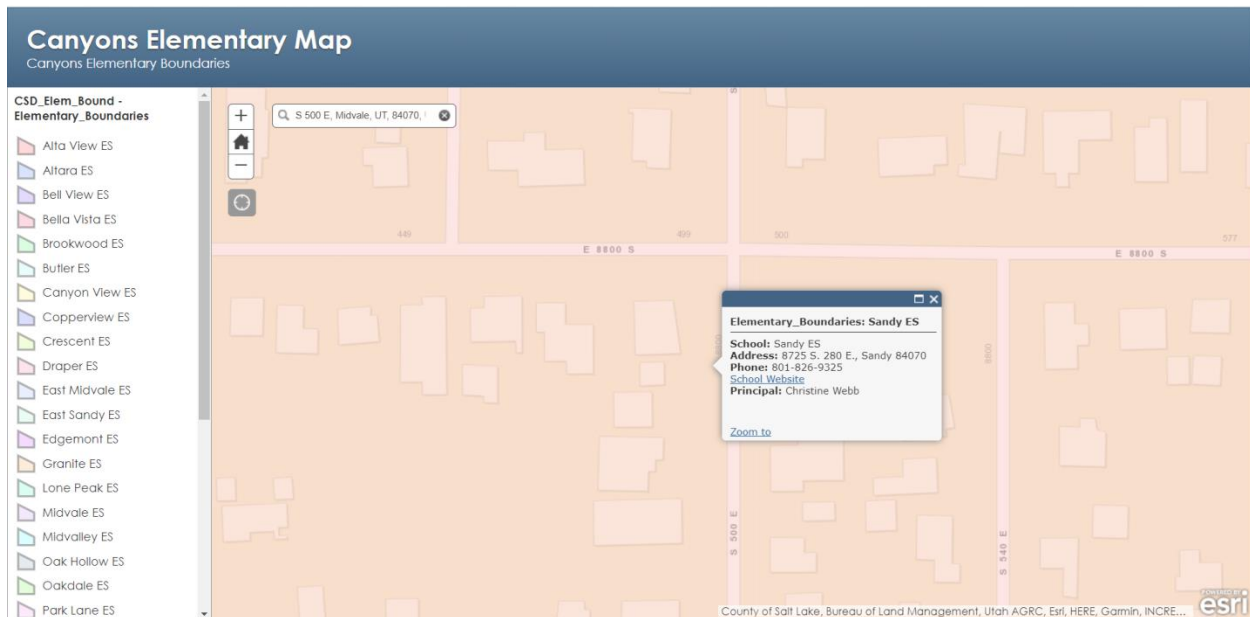 Canyons Elementary Map
Canyons Elementary Boundaries
CSD_Elem_Bound -
Elementary_Boundaries
Alta View ES
Altara ES
Bell View ES
Bella Vista ES
Brookwood ES
Butler ES
Canyon View ES
Copperview ES
Crescent ES
Draper ES
East Midvale ES
East Sandy ES
Edgemont ES
Granite ES
Lone Peak ES
Midvale ES
Midvalley ES
Oak Hollow ES
Oakdale ES
Park Lane ES
+
S 500 E, Midvale, UT, 84070,
−
S
449
499
500
577
E 8800 S
E 8800 S
8800
Elementary_Boundaries: Sandy ES
School: Sandy ES
Address: 8725 S. 280 E., Sandy 84070
Phone: 801-826-9325
School Website
Principal: Christine Webb
Zoom to
S 500 E
S 540 E
County of Salt Lake, Bureau of Land Management, Utah AGRC, Esri, HERE, Garmin, INCRE...
POWERED BY
esri